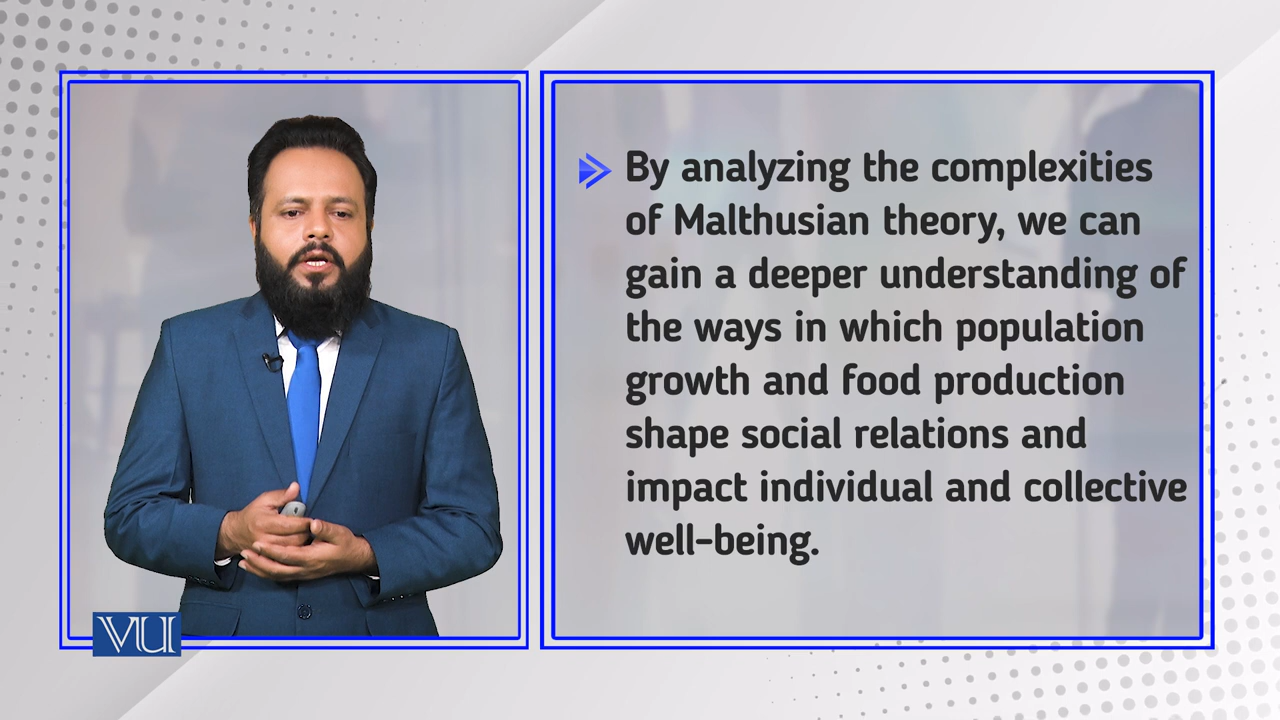 By analyzing the complexities
of Malthusian theory, we can
gain a deeper understanding of
the ways in which population
growth and food production
shape social relations and
impact individual and collective
well-being.
VU